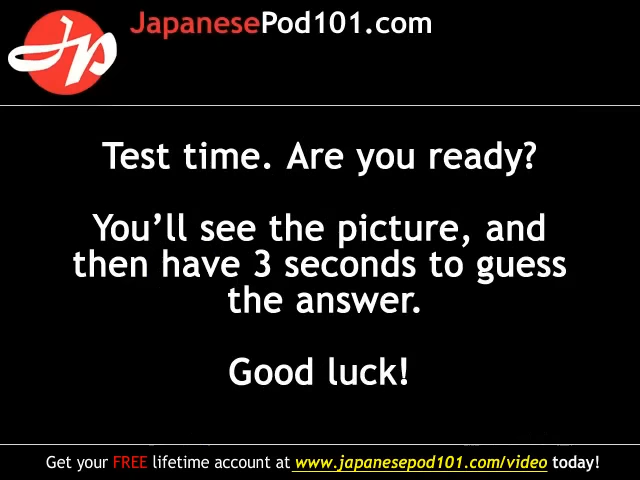 JP
JapanesePod101.com
Test time. Are you ready?
You'll see the picture, and
then have 3 seconds to guess
the answer.
Good luck!
Get your FREE lifetime account at www.japanesepod101.com/video today!